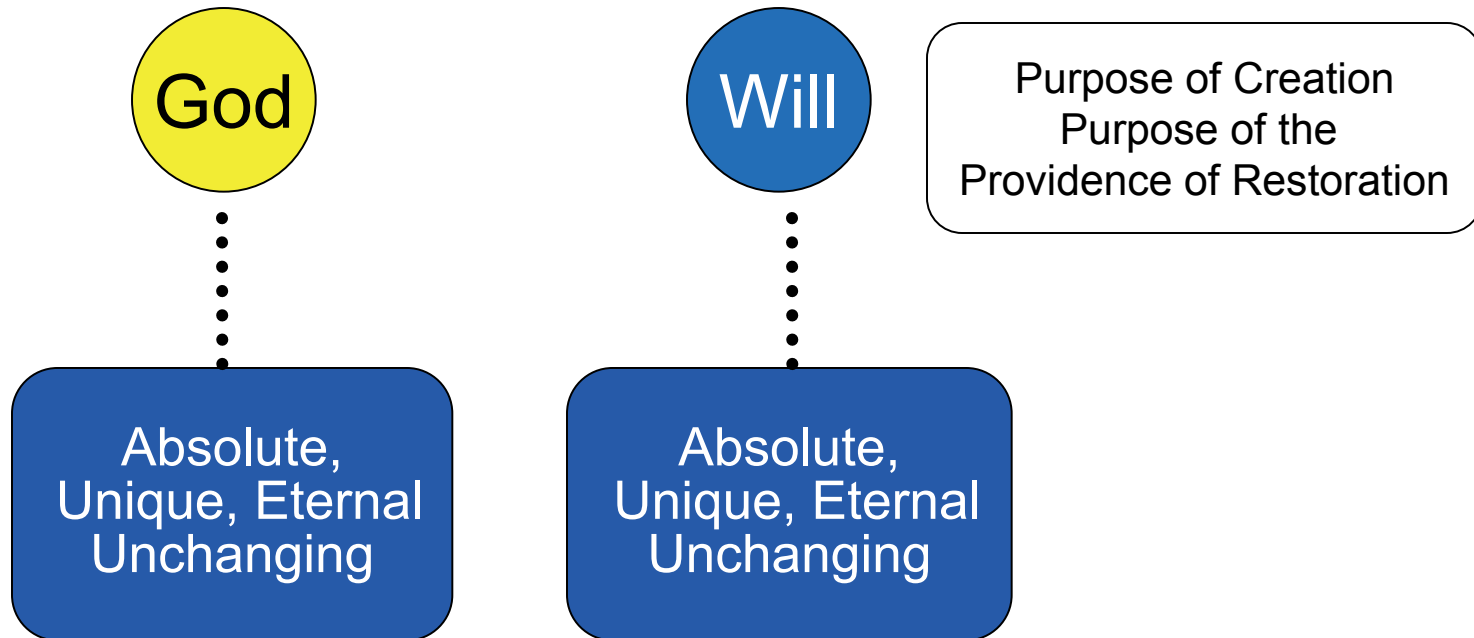 God
Will
Purpose of Creation
Purpose of the
Providence of Restoration
Absolute,
Unique, Eternal
Unchanging
Absolute,
Unique, Eternal
Unchanging